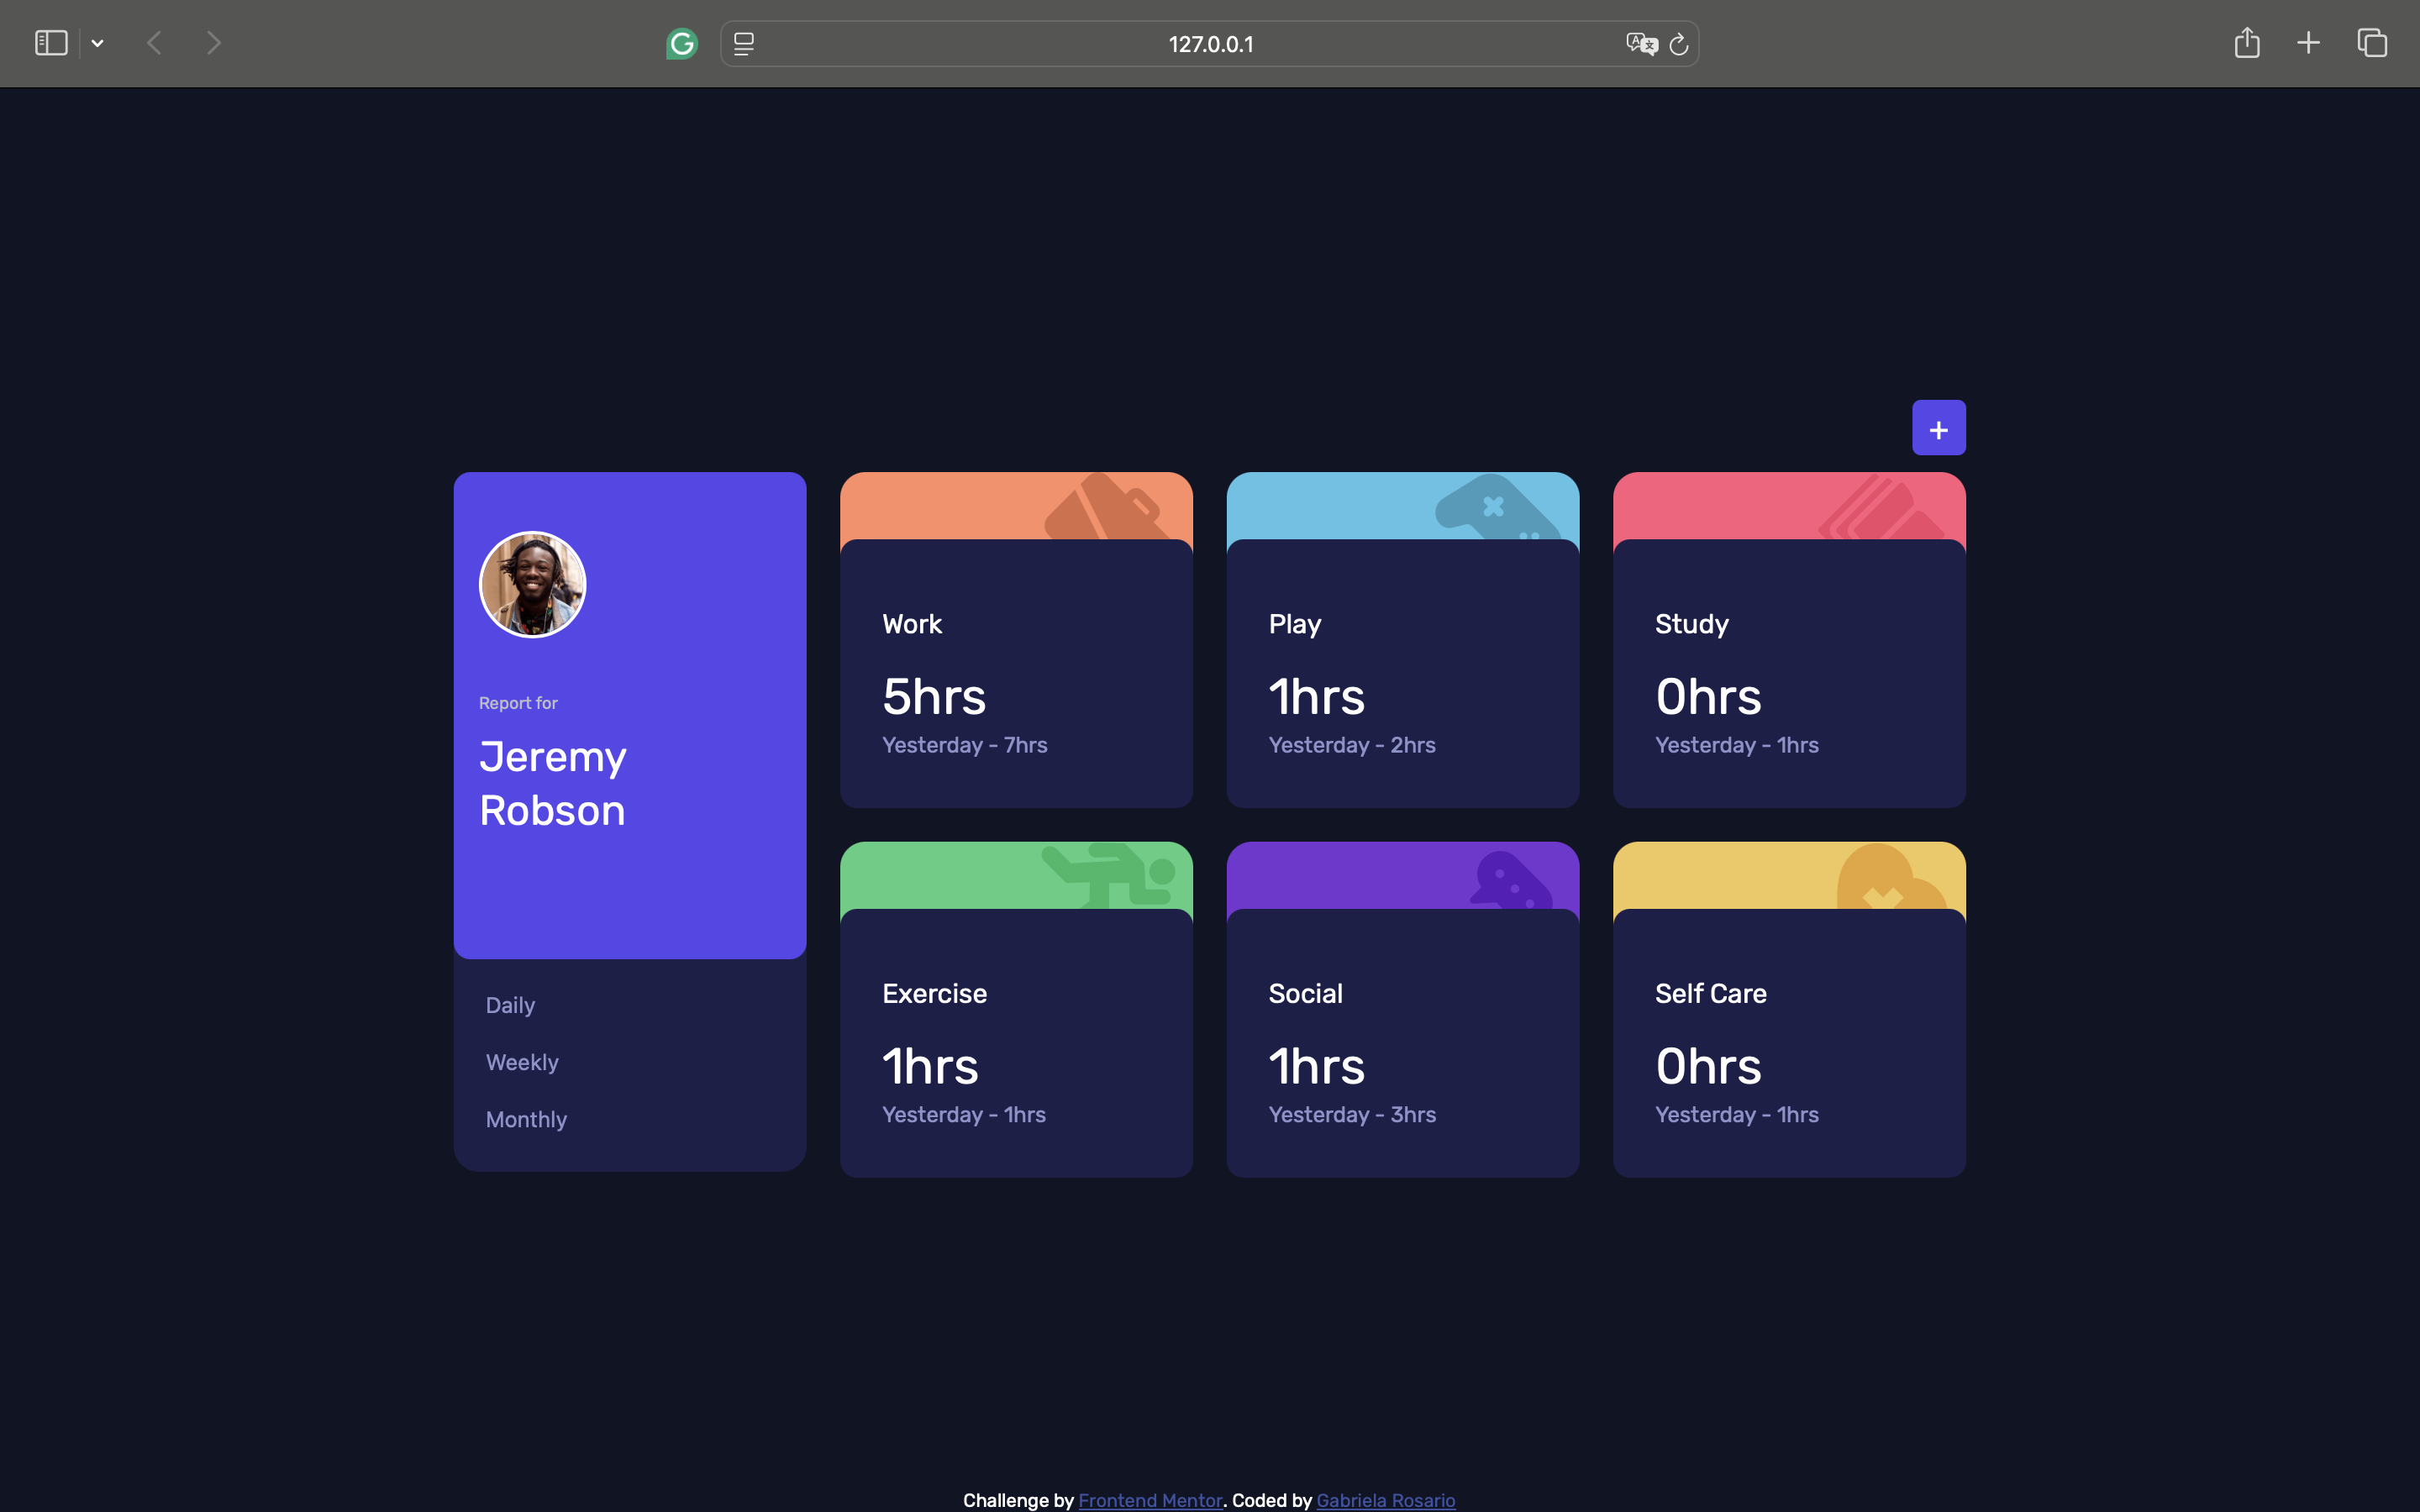 127.0.0.1
+
Report for
Jeremy
Robson
Daily
Weekly
Monthly
Work
5hrs
Yesterday - 7hrs
Play
1hrs
Yesterday - 2hrs
Study
0hrs
Yesterday - 1hrs
Exercise
1hrs
Yesterday - 1hrs
Social
1hrs
Yesterday - 3hrs
Self Care
0hrs
Yesterday - 1hrs
Challenge by Frontend Mentor. Coded by Gabriela Rosario